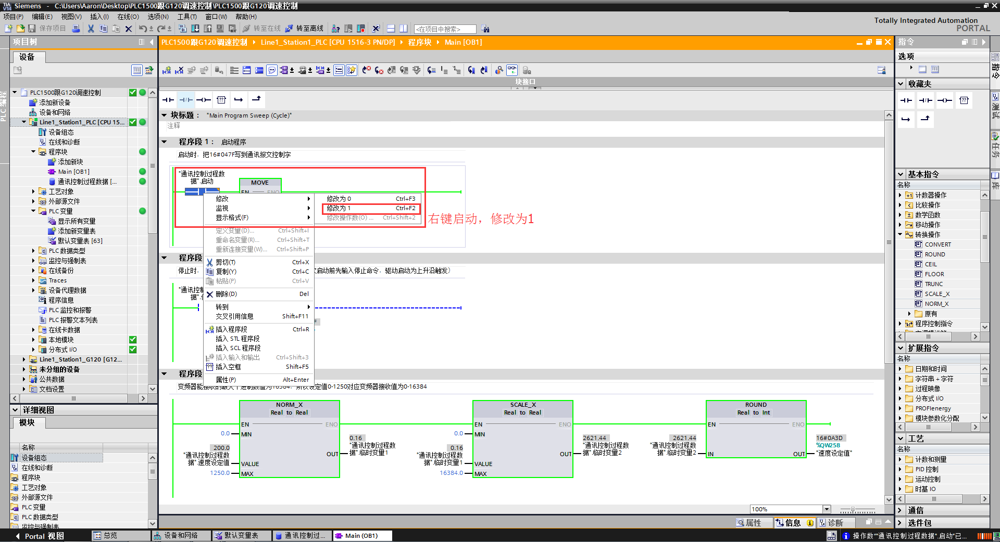 Siemens - C:\Users\Aaron\Desktop\PLC1500跟G120调速控制\PLC1500跟G120调速控制
项目(P) 编辑(E) 视图(V) 插入(I) 在线(O) 选项(N) 工具(T) 窗口(W) 帮助(H)
Totally Integrated Automation
PORTAL
保存项目
转至在线
转至离线
<在项目中搜索>
项目树
设备
PLC 编程
PLC1500跟G120调速控制
添加新设备
设备和网络
Line1_Station1_PLC [CPU 15...
设备组态
在线和诊断
程序块
添加新块
Main [OB1]
通讯控制过程数据 [...
工艺对象
外部源文件
PLC 变量
显示所有变量
添加新变量表
默认变量表 [63]
PLC 数据类型
监控与强制表
在线备份
Traces
设备代理数据
程序信息
PLC 监控和报警
PLC 报警文本列表
在线卡数据
本地模块
分布式 I/O
Line1_Station1_G120 [G12...
未分组的设备
公共数据
文档设置
详细视图
模块
名称
设备组态
在线和诊断
程序块
工艺对象
外部源文件
PLC 变量
PLC 数据类型
监控与强制表
PLC1500跟G120调速控制 ▸ Line1_Station1_PLC [CPU 1516-3 PN/DP] ▸ 程序块 ▸ Main [OB1]
块接口
块标题： "Main Program Sweep (Cycle)"
注释
程序段 1： 启动程序
启动时，把16#047F写到通讯报文控制字
"通讯控制过程数
据".启动
MOVE
EN ENO
修改
监视
显示格式(F)
修改为 0 Ctrl+F3
修改为 1 Ctrl+F2
修改操作数(O)... Ctrl+Shift+2
右键启动，修改为1
定义变量(D)... Ctrl+Shift+I
重命名变量(R)... Ctrl+Shift+T
重新连接变量(W)... Ctrl+Shift+P
剪切(T) Ctrl+X
复制(Y) Ctrl+C
粘贴(P) Ctrl+V
删除(D) Del
转到
交叉引用信息 Shift+F11
插入程序段 Ctrl+R
插入 STL 程序段
插入 SCL 程序段
插入输入和输出 Ctrl+Shift+3
插入空框 Shift+F5
属性(P) Alt+Enter
程序段
停止时，
启动前先输入停止命令，驱动启动为上升沿触发）
"通讯控制
据".
程序段
变频器能接收的最大十进制数值为16384，所以设定值0-1250对应变频器接收值为0-16384
NORM_X
Real to Real
EN ENO
0.0 MIN
200.0
"通讯控制过程数
据".速度设定值 VALUE
1250.0 MAX
0.16
OUT "通讯控制过程数
据".临时变量1
SCALE_X
Real to Real
EN ENO
0.0 MIN
0.16
"通讯控制过程数
据".临时变量1 VALUE
16384.0 MAX
2621.44
OUT "通讯控制过程数
据".临时变量2
ROUND
Real to Int
EN ENO
2621.44
"通讯控制过程数
据".临时变量2 IN
16#0A3D
%QW258
OUT "速度设定值"
100%
属性
信息
诊断
指令
选项
收藏夹
基本指令
名称
计数器操作
比较操作
数学函数
移动操作
转换操作
CONVERT
ROUND
CEIL
FLOOR
TRUNC
SCALE_X
NORM_X
原有
程序控制指令
扩展指令
名称
日期和时间
字符串 + 字符
过程映像
分布式 I/O
PROFIenergy
模块参数化分配
工艺
名称
计数和测量
PID 控制
运动控制
时基 IO
通信
选件包
指令
测试
任务
库
Portal 视图
总览
设备和网络
默认变量表
通讯控制过...
Main (OB1)
操作数"通讯控制过程数据".启动"已...